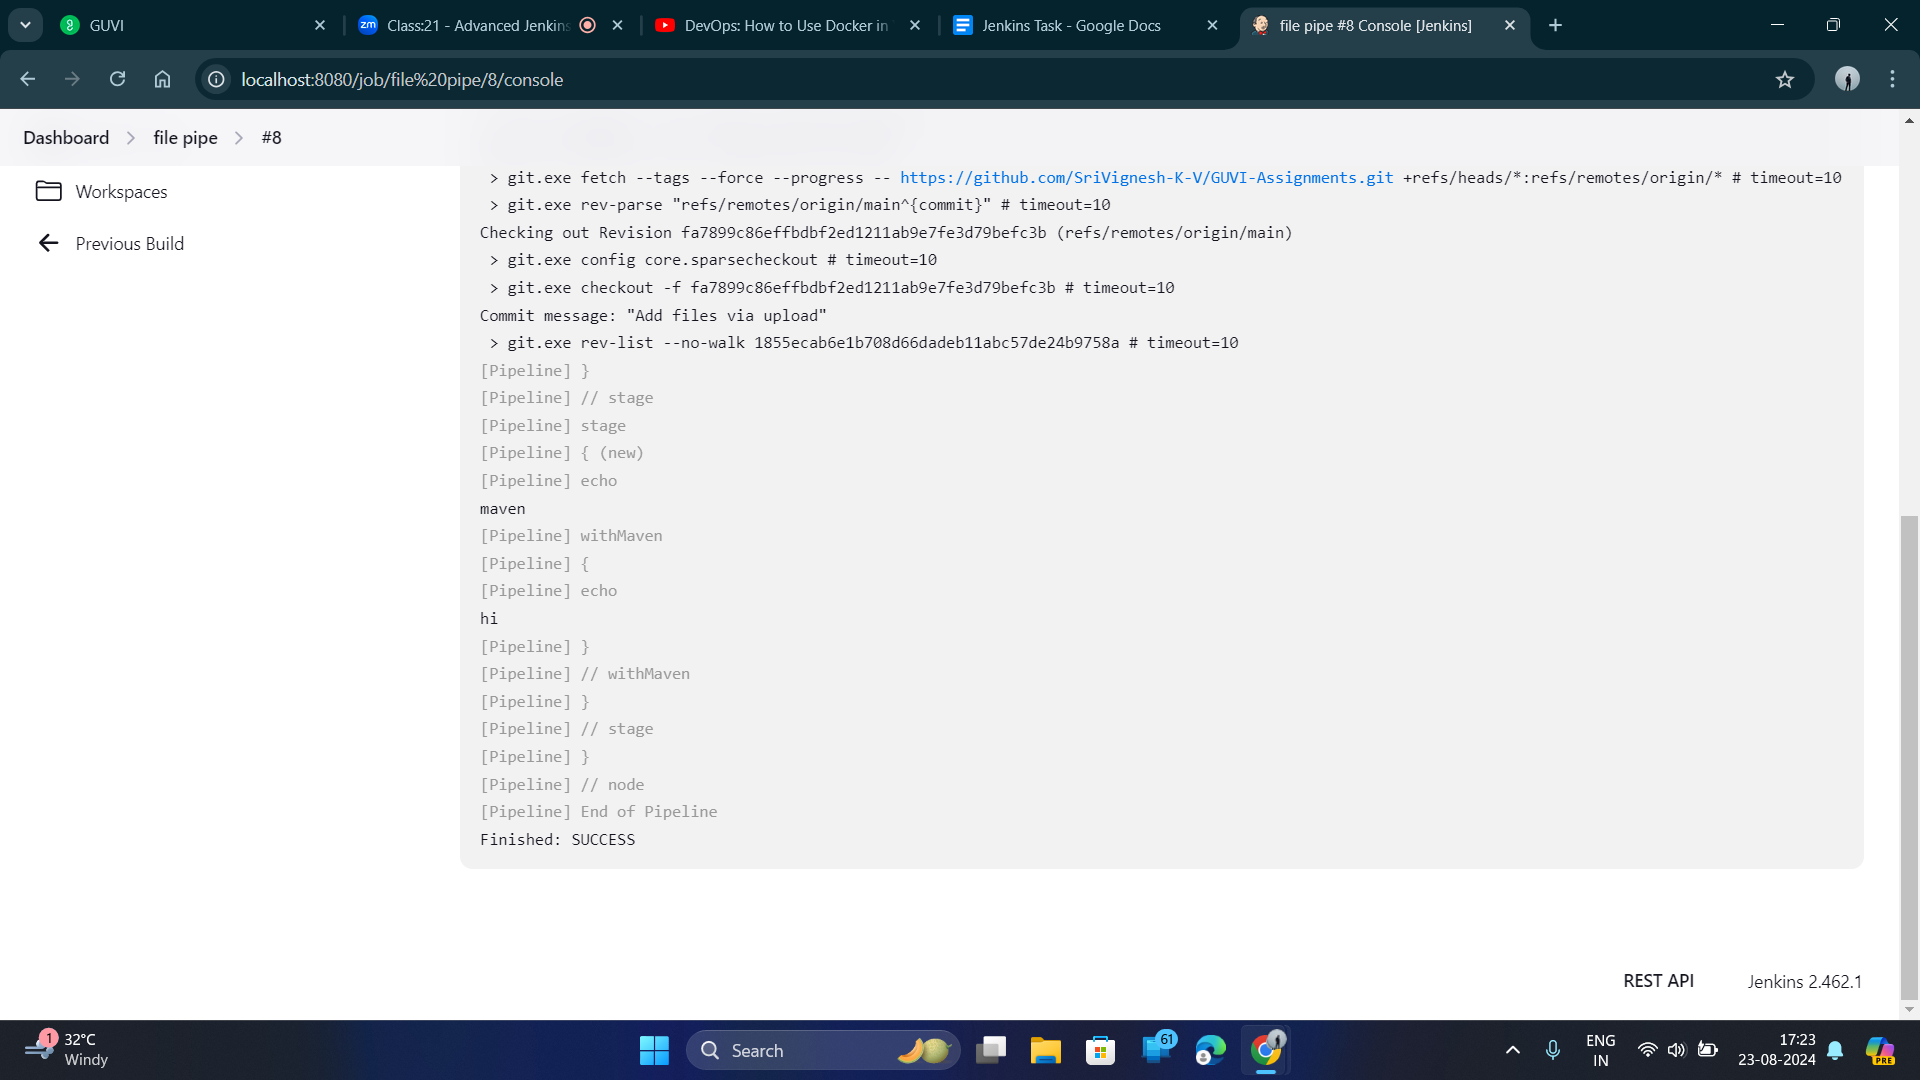 GUVI
zm Class:21 - Advanced Jenkins
DevOps: How to Use Docker in
Jenkins Task - Google Docs
file pipe #8 Console [Jenkins]
localhost:8080/job/file%20pipe/8/console
Dashboard > file pipe > #8
Workspaces
Previous Build
> git.exe fetch --tags --force --progress -- https://github.com/SriVignesh-K-V/GUVI-Assignments.git +refs/heads/*:refs/remotes/origin/* # timeout=10
> git.exe rev-parse "refs/remotes/origin/main^{commit}" # timeout=10
Checking out Revision fa7899c86effbdbf2ed1211ab9e7fe3d79befc3b (refs/remotes/origin/main)
> git.exe config core.sparsecheckout # timeout=10
> git.exe checkout -f fa7899c86effbdbf2ed1211ab9e7fe3d79befc3b # timeout=10
Commit message: "Add files via upload"
> git.exe rev-list --no-walk 1855ecab6e1b708d66dadeb11abc57de24b9758a # timeout=10
[Pipeline] }
[Pipeline] // stage
[Pipeline] stage
[Pipeline] { (new)
[Pipeline] echo
maven
[Pipeline] withMaven
[Pipeline] {
[Pipeline] echo
hi
[Pipeline] }
[Pipeline] // withMaven
[Pipeline] }
[Pipeline] // stage
[Pipeline] }
[Pipeline] // node
[Pipeline] End of Pipeline
Finished: SUCCESS
REST API
Jenkins 2.462.1
1
32°C
Windy
Search
61
ENG
IN
17:23
23-08-2024
PRE